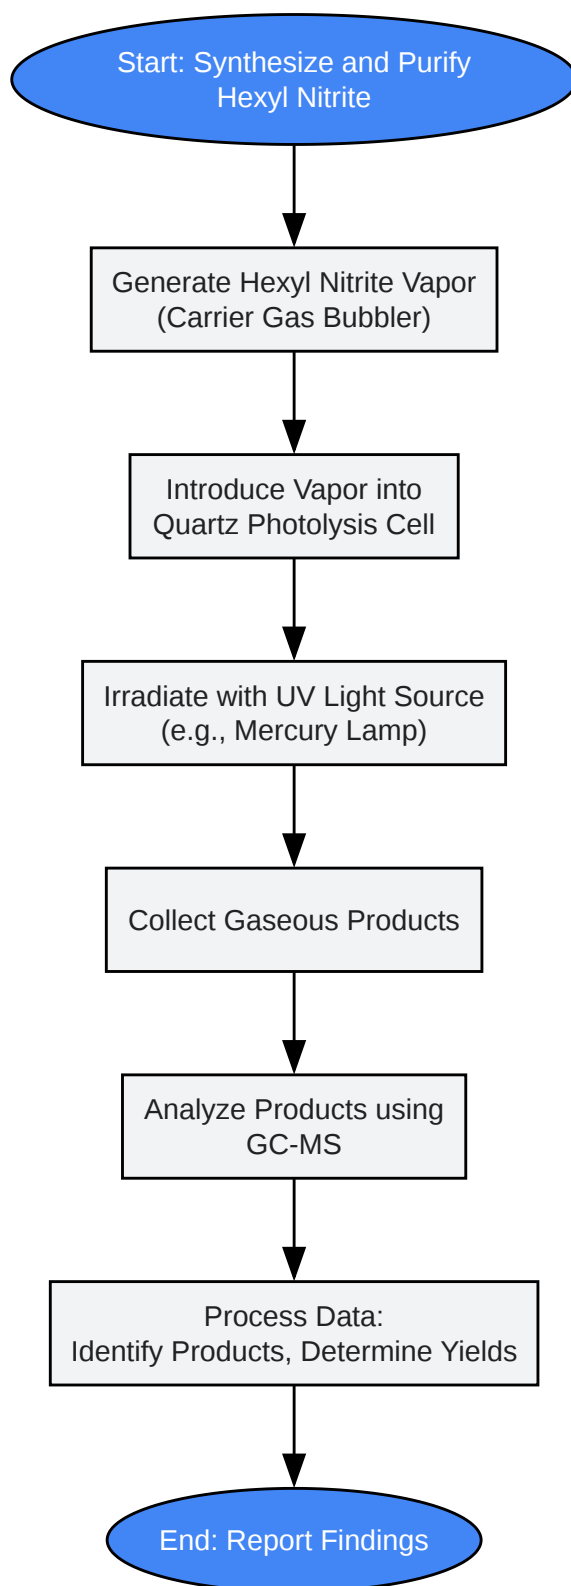 Start: Synthesize and Purify
Hexyl Nitrite
Generate Hexyl Nitrite Vapor
(Carrier Gas Bubbler)
Introduce Vapor into
Quartz Photolysis Cell
Irradiate with UV Light Source
(e.g., Mercury Lamp)
Collect Gaseous Products
Analyze Products using
GC-MS
Process Data:
Identify Products, Determine Yields
End: Report Findings